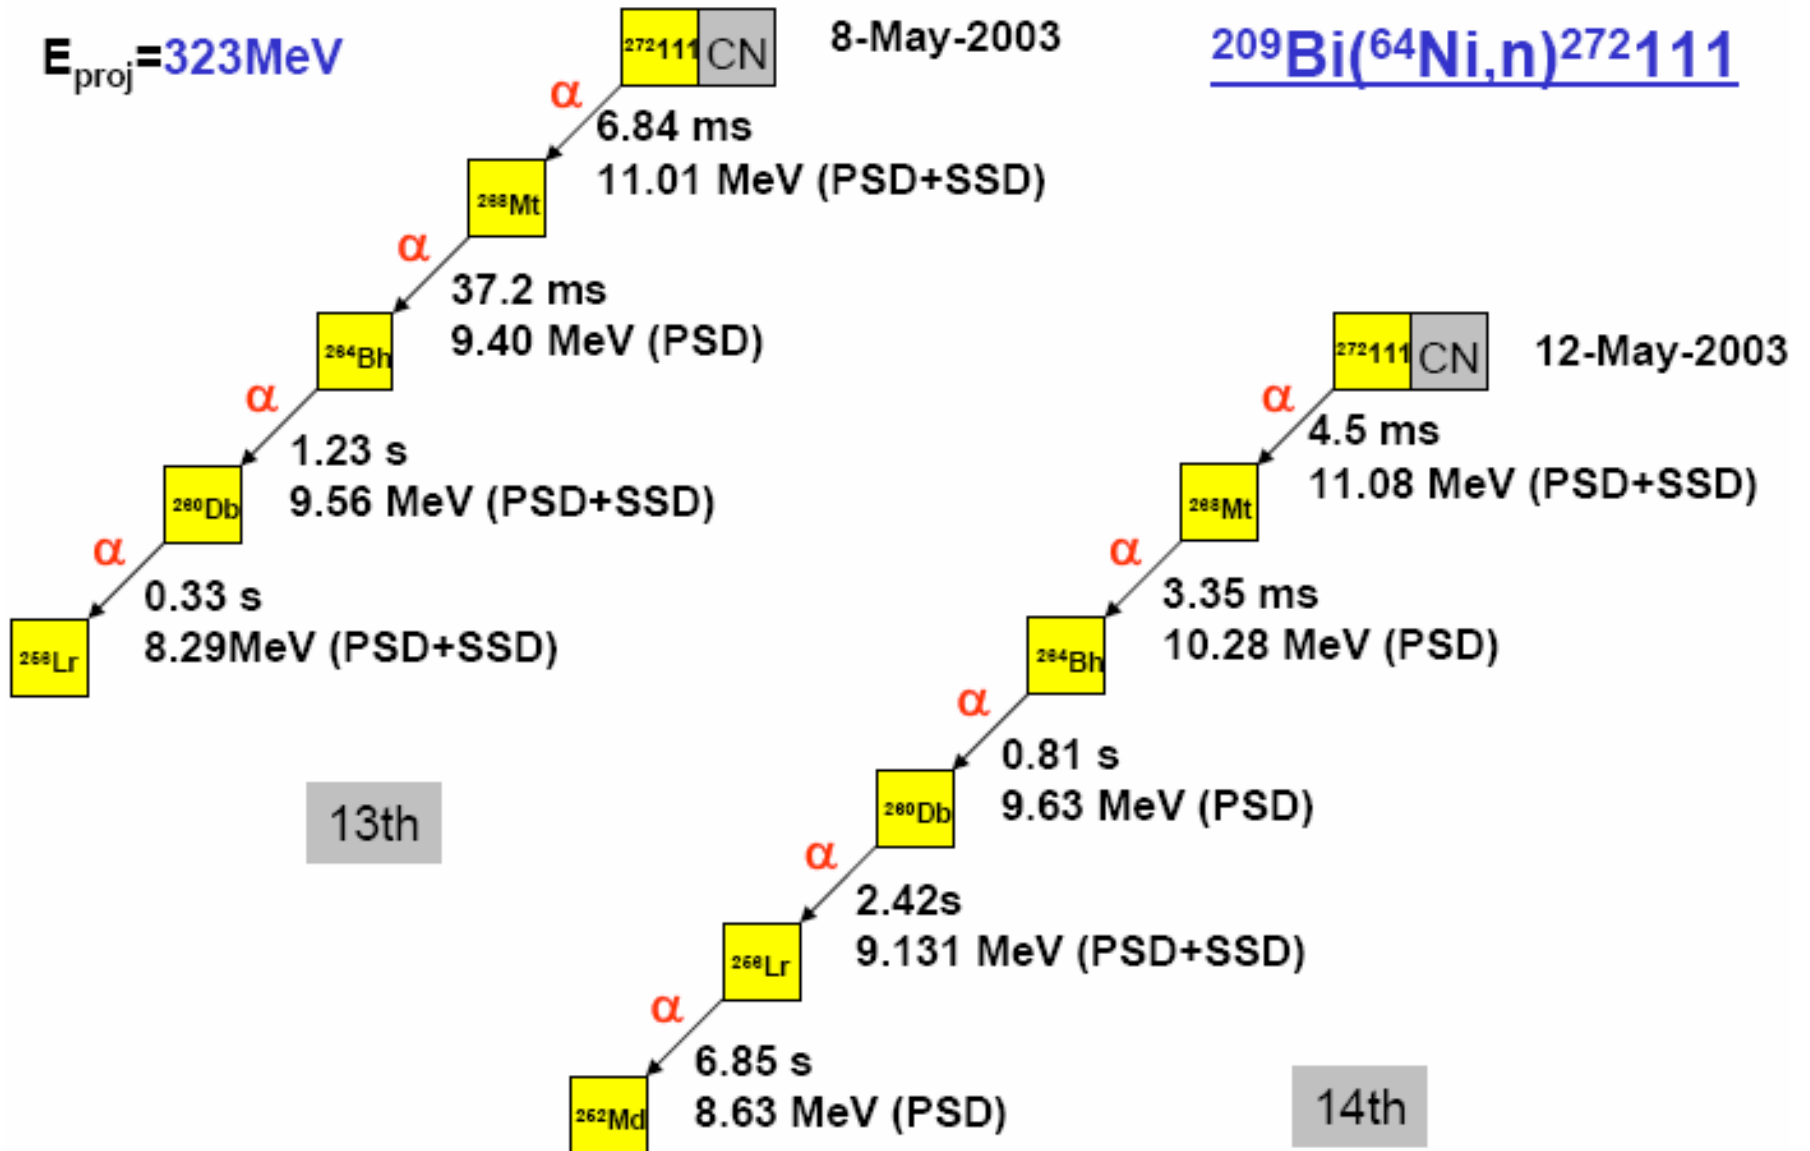 E_proj=323MeV
8-May-2003
²⁰⁹Bi(⁶⁴Ni,n)²⁷²111
²⁷²111 CN
α
6.84 ms
11.01 MeV (PSD+SSD)
²⁶⁸Mt
α
37.2 ms
9.40 MeV (PSD)
²⁶⁴Bh
α
1.23 s
9.56 MeV (PSD+SSD)
²⁶⁰Db
α
0.33 s
8.29MeV (PSD+SSD)
²⁵⁶Lr
13th
²⁷²111 CN
12-May-2003
α
4.5 ms
11.08 MeV (PSD+SSD)
²⁶⁸Mt
α
3.35 ms
10.28 MeV (PSD)
²⁶⁴Bh
α
0.81 s
9.63 MeV (PSD)
²⁶⁰Db
α
2.42s
9.131 MeV (PSD+SSD)
²⁵⁶Lr
α
6.85 s
8.63 MeV (PSD)
²⁵²Md
14th